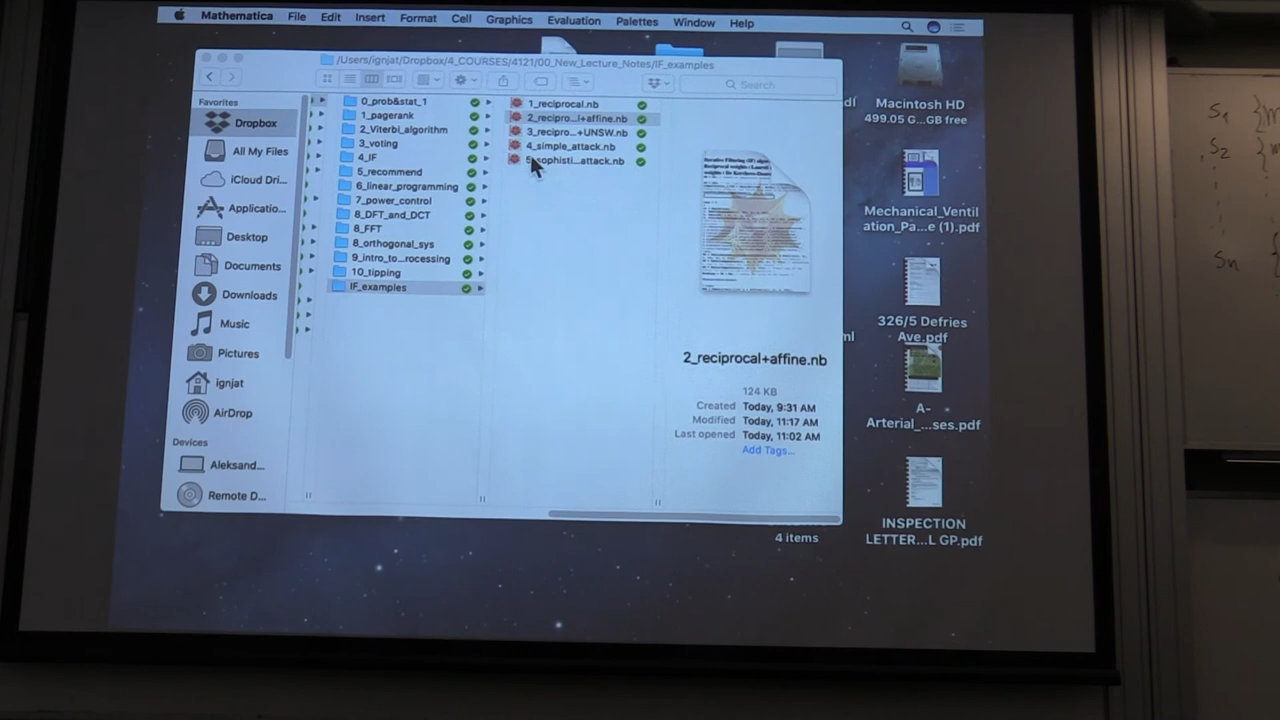 Mathematica File Edit Insert Format Cell Graphics Evaluation Palettes Window Help
/Users/ignjat/Dropbox/4_COURSES/4121/00_New_Lecture_Notes/IF_examples
Search
Favorites
Dropbox
All My Files
iCloud Dri...
Applicatio...
Desktop
Documents
Downloads
Music
Pictures
ignjat
AirDrop
Devices
Aleksand...
Remote D...
0_prob&stat_1
1_pagerank
2_Viterbi_algorithm
3_voting
4_IF
5_recommend
6_linear_programming
7_power_control
8_DFT_and_DCT
8_FFT
8_orthogonal_sys
9_intro_to...rocessing
10_tipping
IF_examples
1_reciprocal.nb
2_recipro...l+affine.nb
3_recipro...+UNSW.nb
4_simple_attack.nb
5_sophisti...attack.nb
2_reciprocal+affine.nb
124 KB
Created Today, 9:31 AM
Modified Today, 11:17 AM
Last opened Today, 11:02 AM
Add Tags...
4 items
Macintosh HD
499.05 G...GB free
Mechanical_Ventil
ation_Pa...e (1).pdf
326/5 Defries
Ave.pdf
A-
Arterial_...ses.pdf
INSPECTION
LETTER...L GP.pdf
S1
S2
Sn